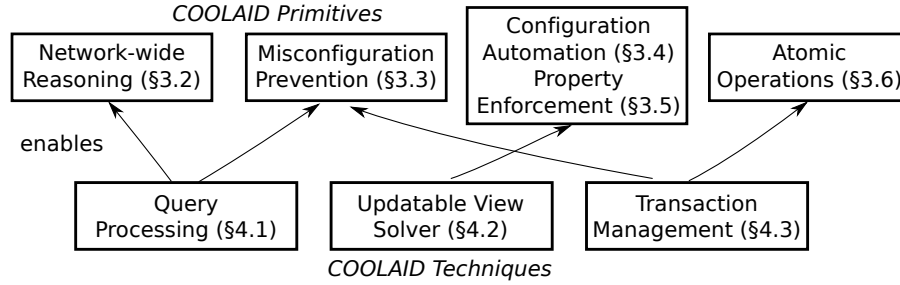 COOLAID Primitives
Network-wide
Reasoning (§3.2)
Misconfiguration
Prevention (§3.3)
Configuration
Automation (§3.4)
Property
Enforcement (§3.5)
Atomic
Operations (§3.6)
enables
Query
Processing (§4.1)
Updatable View
Solver (§4.2)
Transaction
Management (§4.3)
COOLAID Techniques